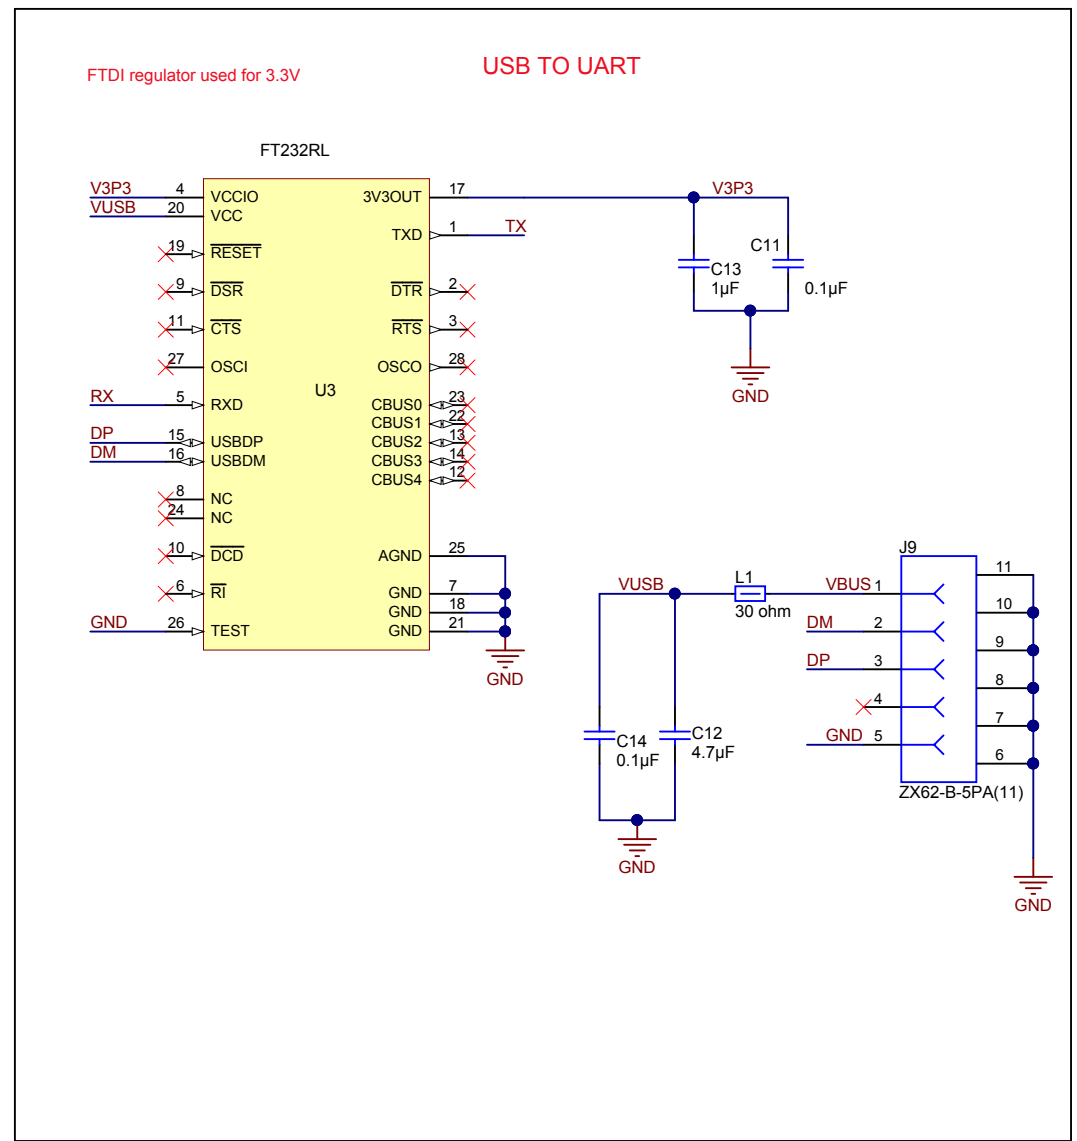 USB TO UART
FTDI regulator used for 3.3V
FT232RL
V3P3 4 VCCIO
VUSB 20 VCC
19 RESET
9 DSR
11 CTS
27 OSCI
RX 5 RXD
DP 15 USBDP
DM 16 USBDM
8 NC
24 NC
10 DCD
6 RI
GND 26 TEST
U3
3V3OUT 17
TXD 1 TX
DTR 2
RTS 3
OSCO 28
CBUS0 23
CBUS1 22
CBUS2 13
CBUS3 14
CBUS4 12
AGND 25
GND 7
GND 18
GND 21
GND
V3P3
C13
1µF
C11
0.1µF
GND
VUSB
L1
30 ohm
C14
0.1µF
C12
4.7µF
GND
J9
VBUS 1
DM 2
DP 3
4
GND 5
11
10
9
8
7
6
ZX62-B-5PA(11)
GND